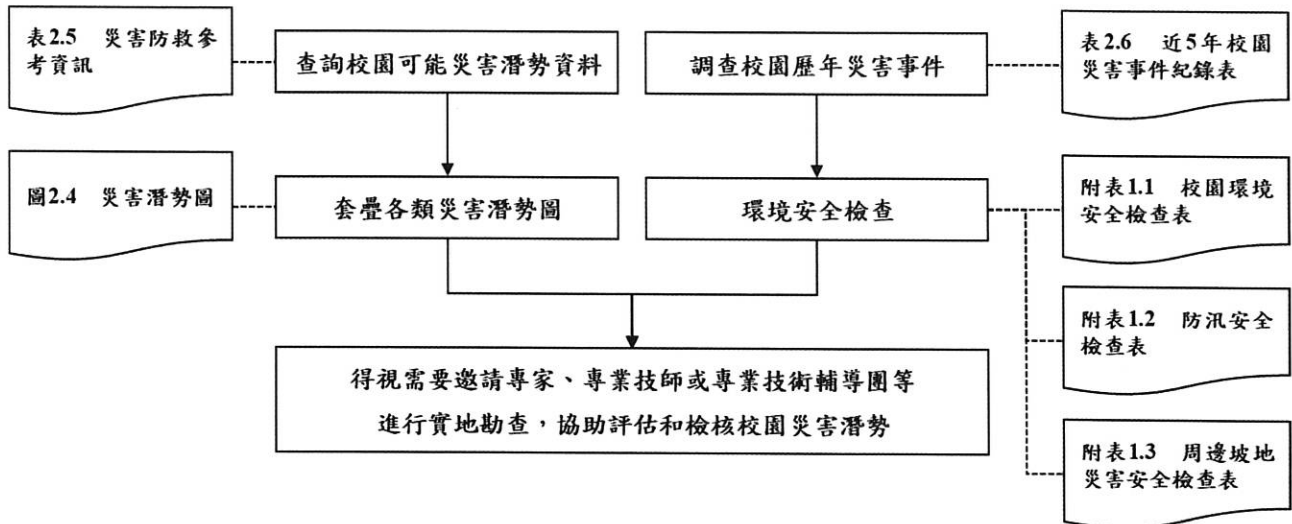 表2.5 災害防救參
考資訊
查詢校園可能災害潛勢資料
調查校園歷年災害事件
表2.6 近5年校園
災害事件紀錄表
圖2.4 災害潛勢圖
套疊各類災害潛勢圖
環境安全檢查
附表1.1 校園環境
安全檢查表
附表1.2 防汛安全
檢查表
得視需要邀請專家、專業技師或專業技術輔導團等
進行實地勘查，協助評估和檢核校園災害潛勢
附表1.3 周邊坡地
災害安全檢查表